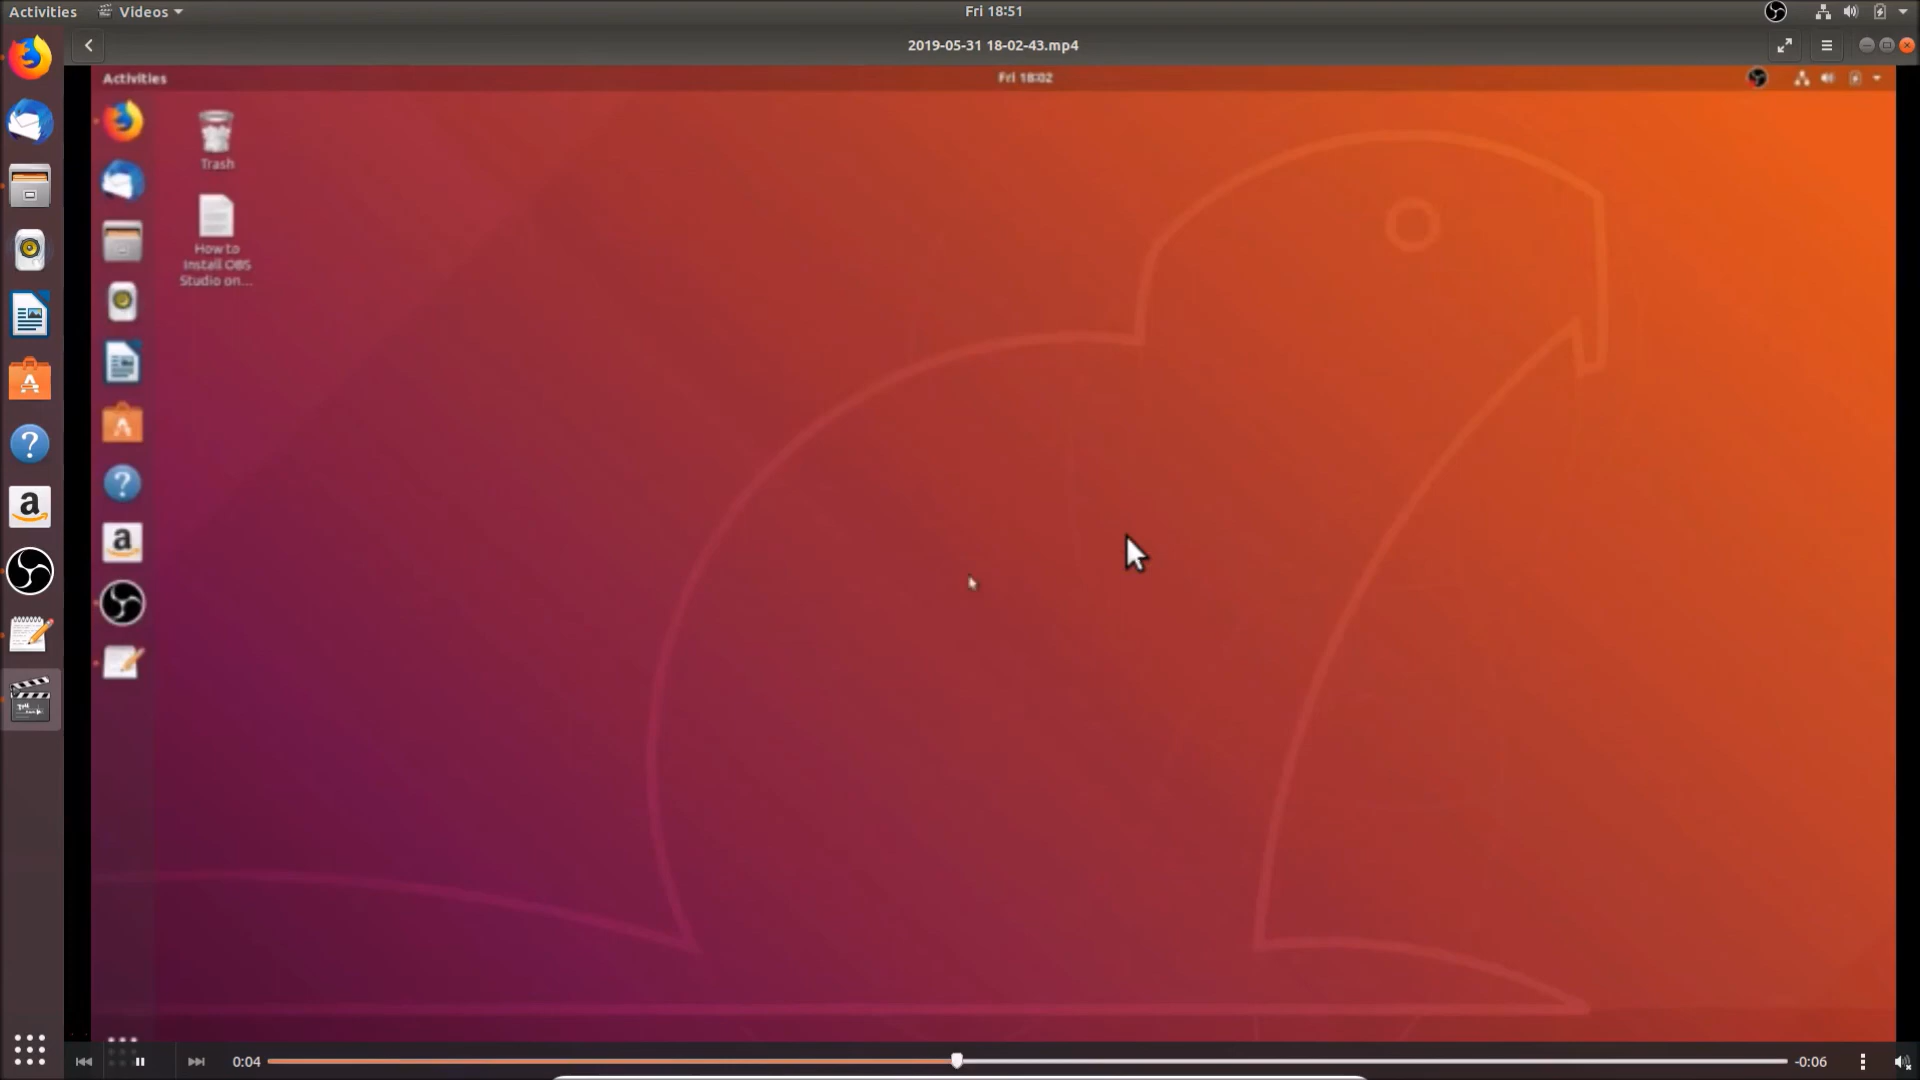 Activities Videos Fri 18:51
2019-05-31 18-02-43.mp4
Activities Fri 18:02
Trash
How to
Install OBS
Studio on...
0:04 -0:06